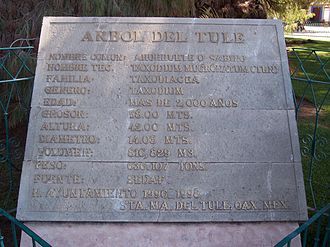 ARBOL DEL TULE
NOMBRE COMUN: AHUEHUETE O SABINO
NOMBRE TEC. TAXODIUM MUCRONATUM (TEN)
FAMILIA: TAXODIACEA
GENERO: TAXODIUM
EDAD: MAS DE 2,000 AÑOS
GROSOR: 58.00 MTS.
ALTURA: 42.00 MTS.
DIAMETRO: 14.05 MTS.
VOLUMEN: 816,829 M3.
PESO: 636,107 TONS.
FUENTE: SEDAF
H. AYUNTAMIENTO 1996-1998
STA. MA. DEL TULE, OAX. MEX.